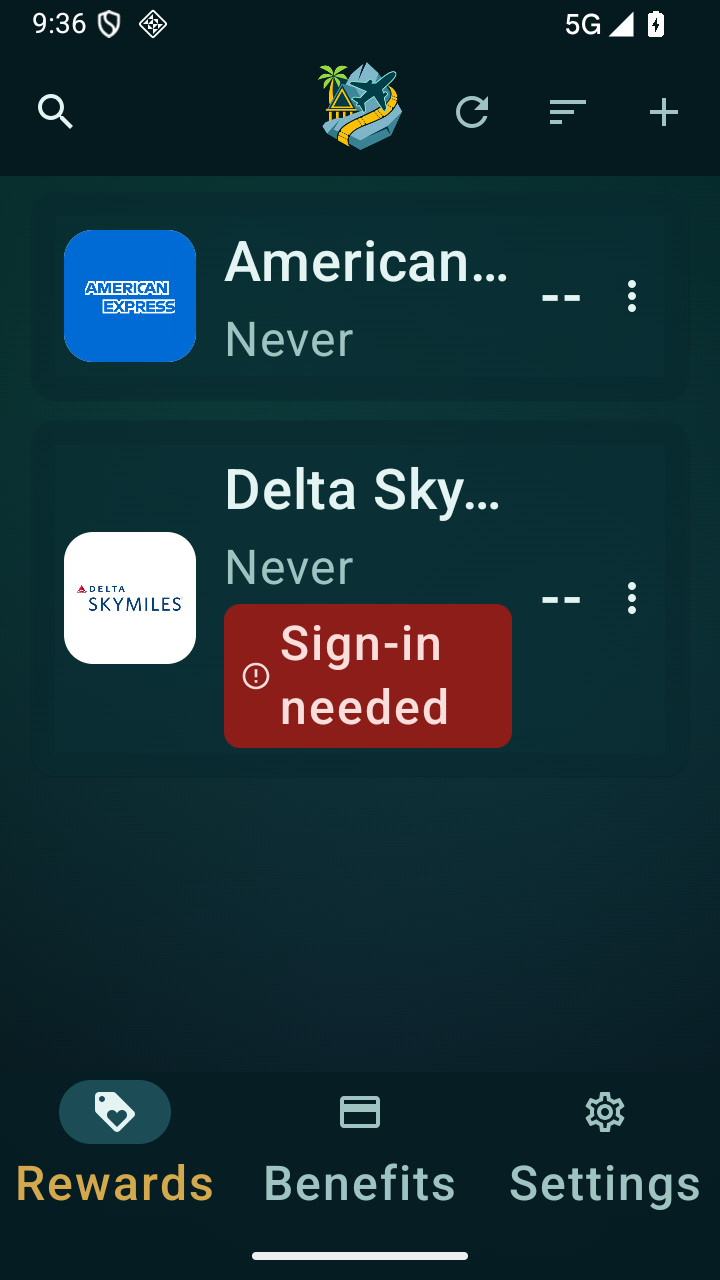 9:36
5G
AMERICAN
EXPRESS
American...
Never
--
DELTA
SKYMILES
Delta Sky...
Never
--
Sign-in
needed
Rewards
Benefits
Settings